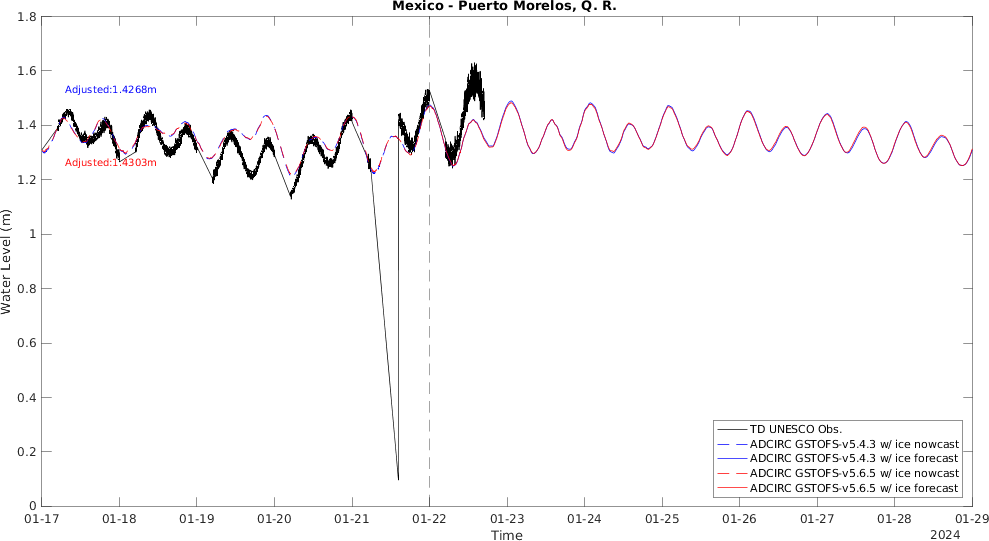 Mexico - Puerto Morelos, Q. R.
1.8
1.6
1.4
1.2
1
0.8
0.6
0.4
0.2
0
Water Level (m)
Adjusted:1.4268m
Adjusted:1.4303m
TD UNESCO Obs.
ADCIRC GSTOFS-v5.4.3 w/ ice nowcast
ADCIRC GSTOFS-v5.4.3 w/ ice forecast
ADCIRC GSTOFS-v5.6.5 w/ ice nowcast
ADCIRC GSTOFS-v5.6.5 w/ ice forecast
01-17 01-18 01-19 01-20 01-21 01-22 01-23 01-24 01-25 01-26 01-27 01-28 01-29
Time
2024